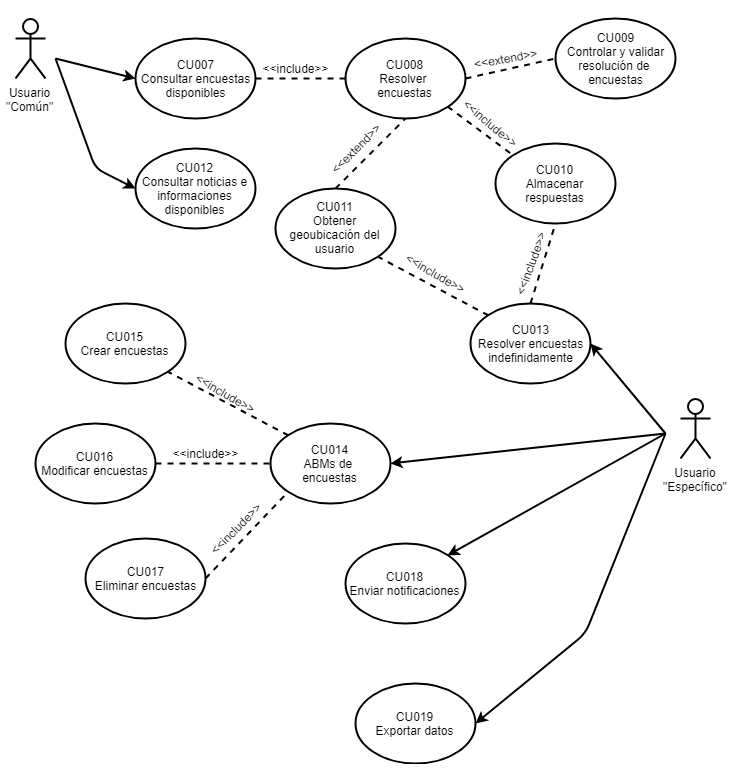 Usuario
"Común"
CU007
Consultar encuestas
disponibles
<<include>>
CU008
Resolver
encuestas
<<extend>>
CU009
Controlar y validar
resolución de
encuestas
CU012
Consultar noticias e
informaciones
disponibles
<<extend>>
<<include>>
CU010
Almacenar
respuestas
CU011
Obtener
geoubicación del
usuario
<<include>>
<<include>>
CU013
Resolver encuestas
indefinidamente
CU015
Crear encuestas
<<include>>
CU016
Modificar encuestas
<<include>>
CU014
ABMs de
encuestas
Usuario
"Específico"
CU017
Eliminar encuestas
<<include>>
CU018
Enviar notificaciones
CU019
Exportar datos